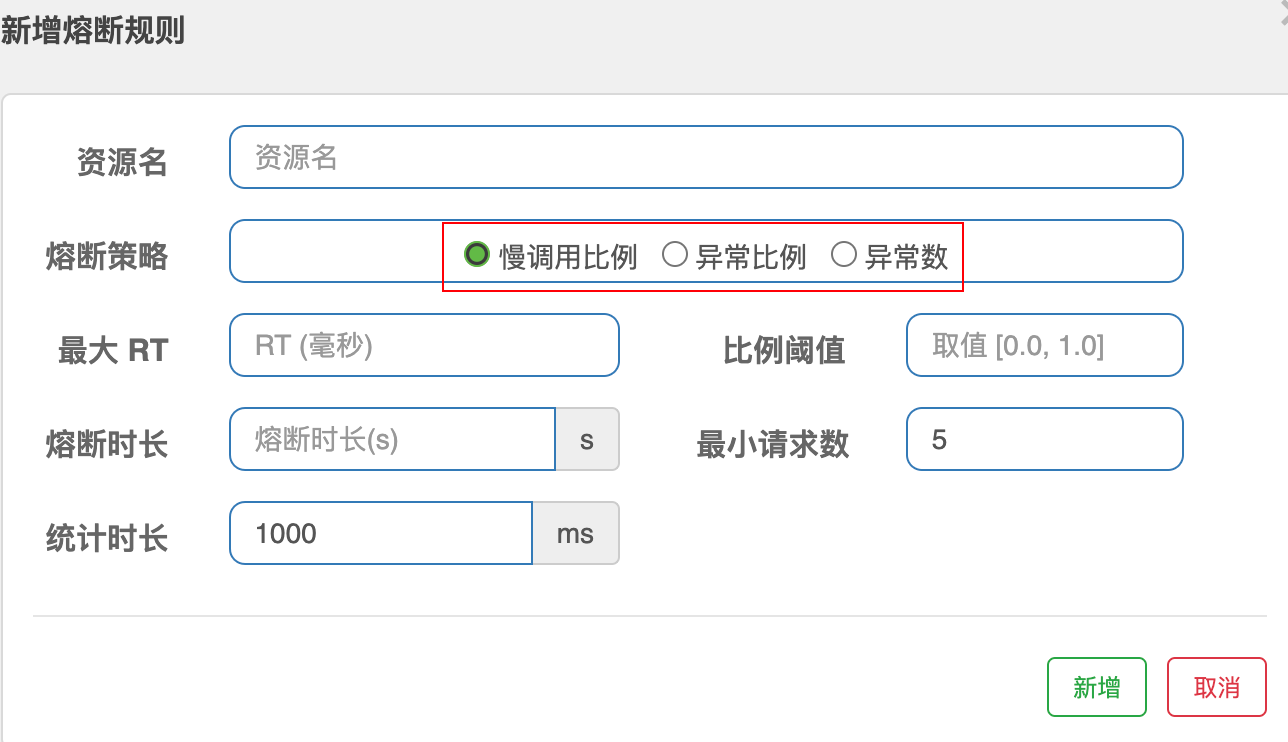 新增熔断规则
资源名 资源名
熔断策略 慢调用比例 异常比例 异常数
最大 RT RT (毫秒) 比例阈值 取值 [0.0, 1.0]
熔断时长 熔断时长(s) s 最小请求数 5
统计时长 1000 ms
新增 取消